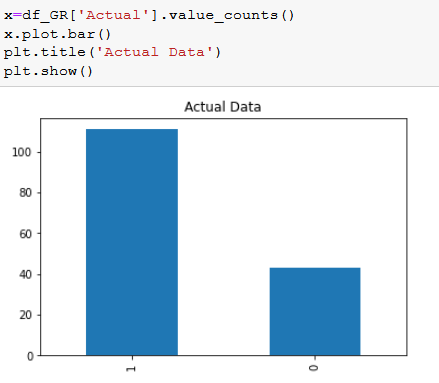 x=df_GR['Actual'].value_counts()
x.plot.bar()
plt.title('Actual Data')
plt.show()
Actual Data
100
80
60
40
20
0
1
0